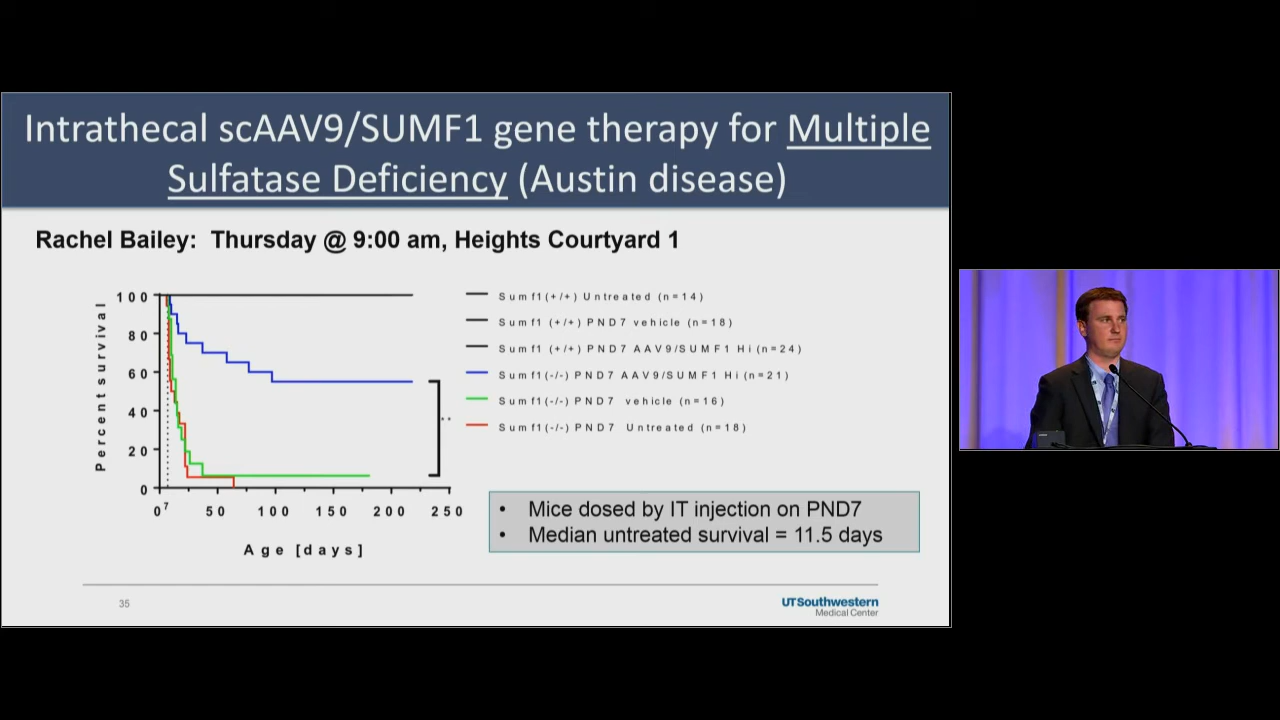 Intrathecal scAAV9/SUMF1 gene therapy for Multiple
Sulfatase Deficiency (Austin disease)
Rachel Bailey: Thursday @ 9:00 am, Heights Courtyard 1
Percent survival
100
80
60
40
20
0
0 7 50 100 150 200 250
Age [days]
**
Sumf1(+/+) Untreated (n=14)
Sumf1 (+/+) PND7 vehicle (n=18)
Sumf1 (+/+) PND7 AAV9/SUMF1 Hi (n=24)
Sumf1(-/-) PND7 AAV9/SUMF1 Hi (n=21)
Sumf1(-/-) PND7 vehicle (n=16)
Sumf1(-/-) PND7 Untreated (n=18)
• Mice dosed by IT injection on PND7
• Median untreated survival = 11.5 days
35
UTSouthwestern
Medical Center